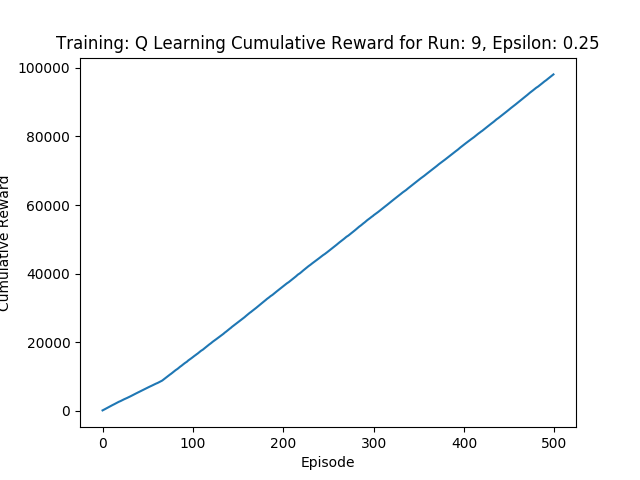 Training: Q Learning Cumulative Reward for Run: 9, Epsilon: 0.25
100000
80000
60000
40000
20000
0
Cumulative Reward
0 100 200 300 400 500
Episode